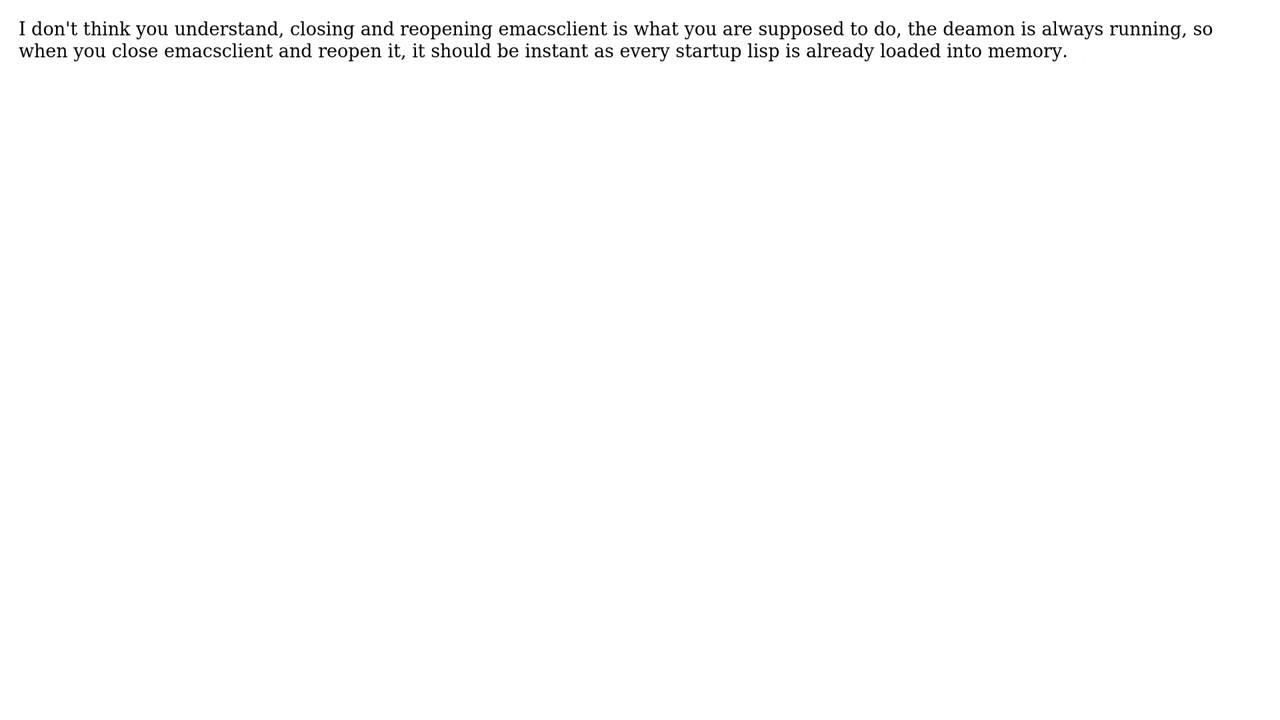 I don't think you understand, closing and reopening emacsclient is what you are supposed to do, the deamon is always running, so
when you close emacsclient and reopen it, it should be instant as every startup lisp is already loaded into memory.